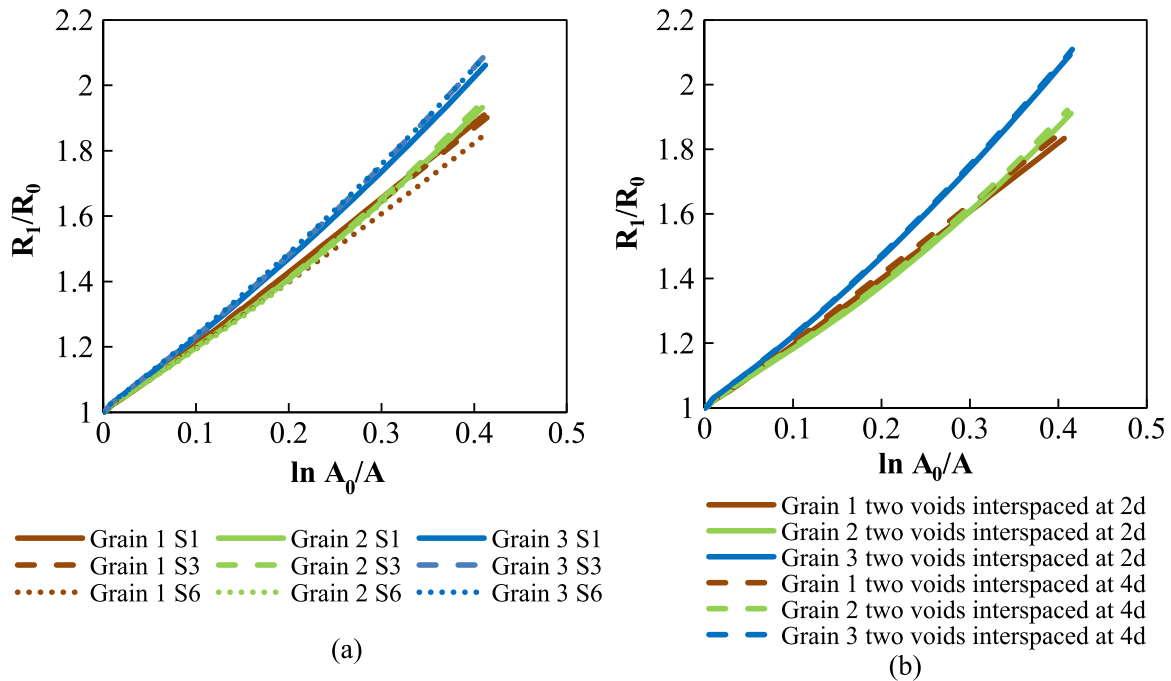 2.2
2
1.8
1.6
1.4
1.2
1
R₁/R₀
0 0.1 0.2 0.3 0.4 0.5
ln A₀/A
Grain 1 S1 Grain 2 S1 Grain 3 S1
Grain 1 S3 Grain 2 S3 Grain 3 S3
Grain 1 S6 Grain 2 S6 Grain 3 S6
(a)
2.2
2
1.8
1.6
1.4
1.2
1
R₁/R₀
0 0.1 0.2 0.3 0.4 0.5
ln A₀/A
Grain 1 two voids interspaced at 2d
Grain 2 two voids interspaced at 2d
Grain 3 two voids interspaced at 2d
Grain 1 two voids interspaced at 4d
Grain 2 two voids interspaced at 4d
Grain 3 two voids interspaced at 4d
(b)